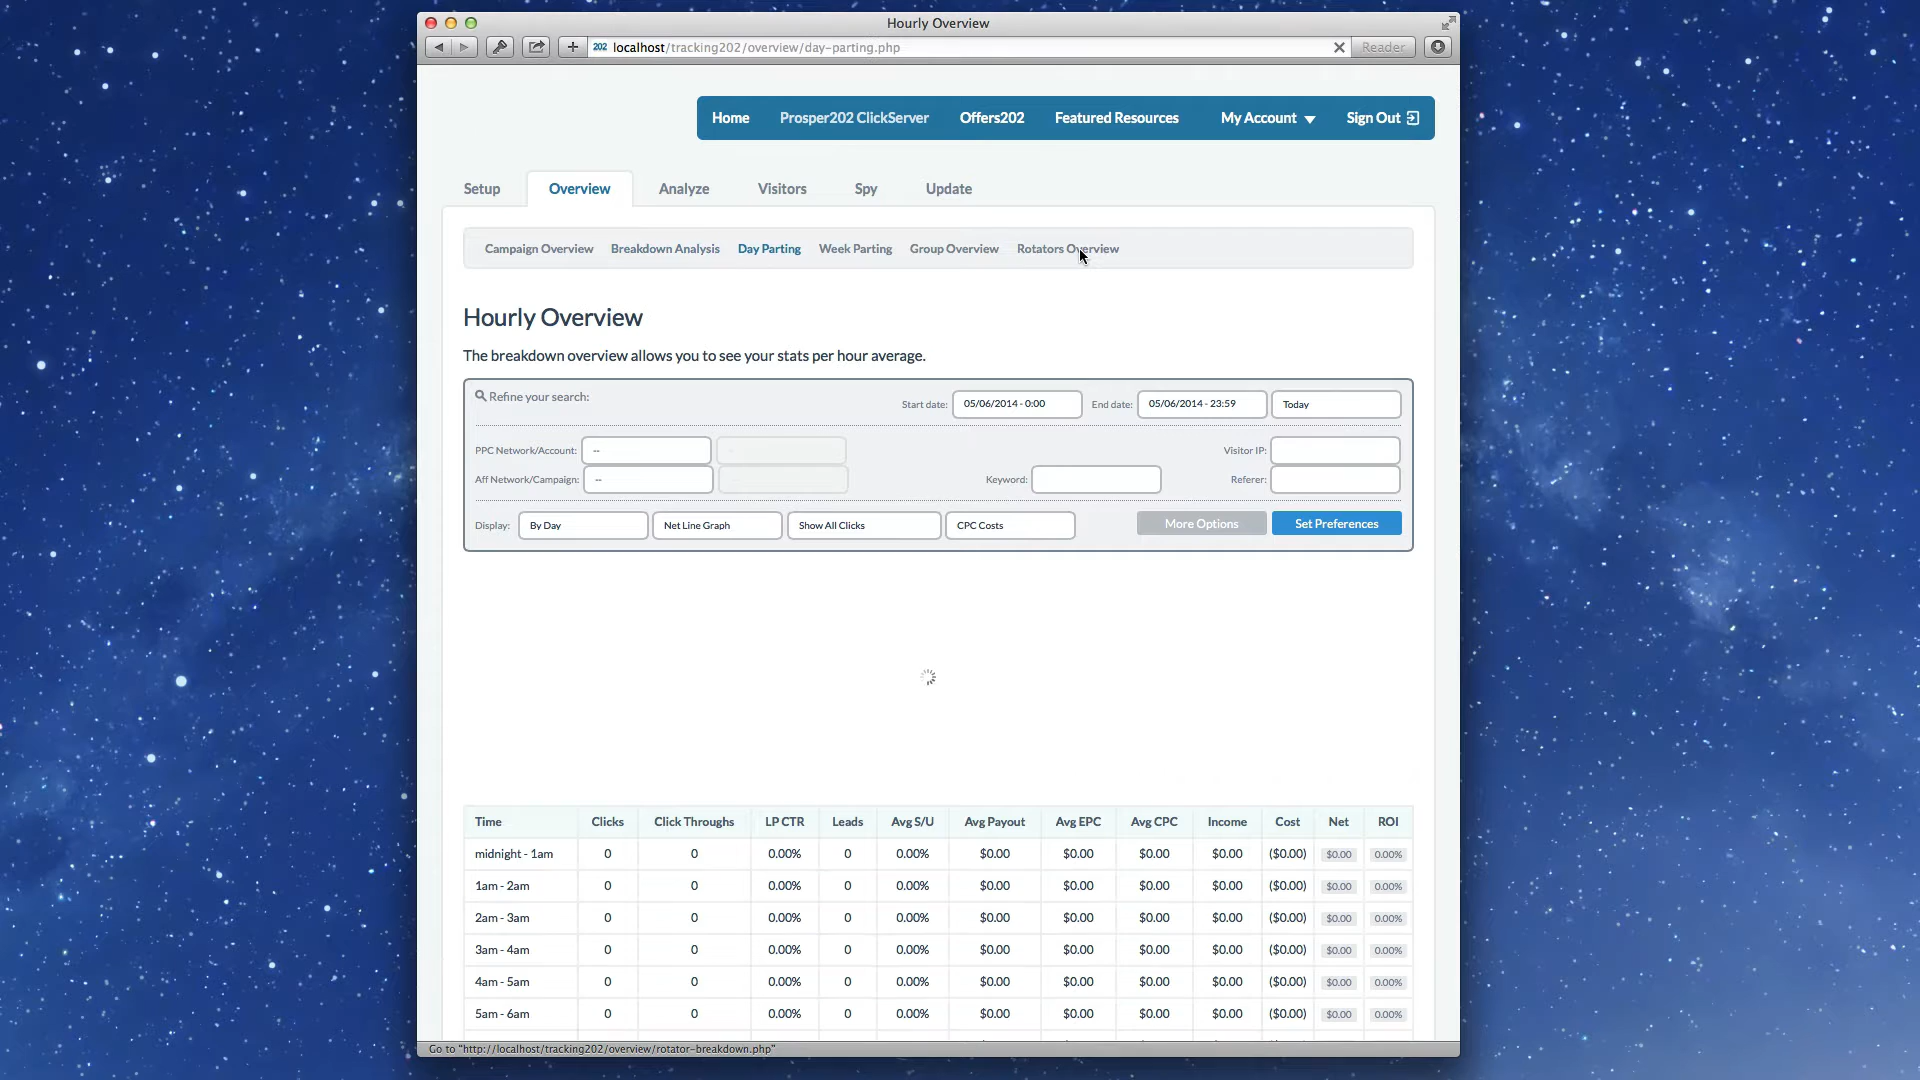 Hourly Overview
202 localhost/tracking202/overview/day-parting.php Reader
Home Prosper202 ClickServer Offers202 Featured Resources My Account Sign Out
Setup Overview Analyze Visitors Spy Update
Campaign Overview Breakdown Analysis Day Parting Week Parting Group Overview Rotators Overview
Hourly Overview
The breakdown overview allows you to see your stats per hour average.
Refine your search: Start date: 05/06/2014 - 0:00 End date: 05/06/2014 - 23:59 Today
PPC Network/Account: -- Visitor IP:
Aff Network/Campaign: -- Keyword: Referer:
Display: By Day Net Line Graph Show All Clicks CPC Costs More Options Set Preferences
Time Clicks Click Throughs LP CTR Leads Avg S/U Avg Payout Avg EPC Avg CPC Income Cost Net ROI
midnight - 1am 0 0 0.00% 0 0.00% $0.00 $0.00 $0.00 $0.00 ($0.00) $0.00 0.00%
1am - 2am 0 0 0.00% 0 0.00% $0.00 $0.00 $0.00 $0.00 ($0.00) $0.00 0.00%
2am - 3am 0 0 0.00% 0 0.00% $0.00 $0.00 $0.00 $0.00 ($0.00) $0.00 0.00%
3am - 4am 0 0 0.00% 0 0.00% $0.00 $0.00 $0.00 $0.00 ($0.00) $0.00 0.00%
4am - 5am 0 0 0.00% 0 0.00% $0.00 $0.00 $0.00 $0.00 ($0.00) $0.00 0.00%
5am - 6am 0 0 0.00% 0 0.00% $0.00 $0.00 $0.00 $0.00 ($0.00) $0.00 0.00%
Go to "http://localhost/tracking202/overview/rotator-breakdown.php"